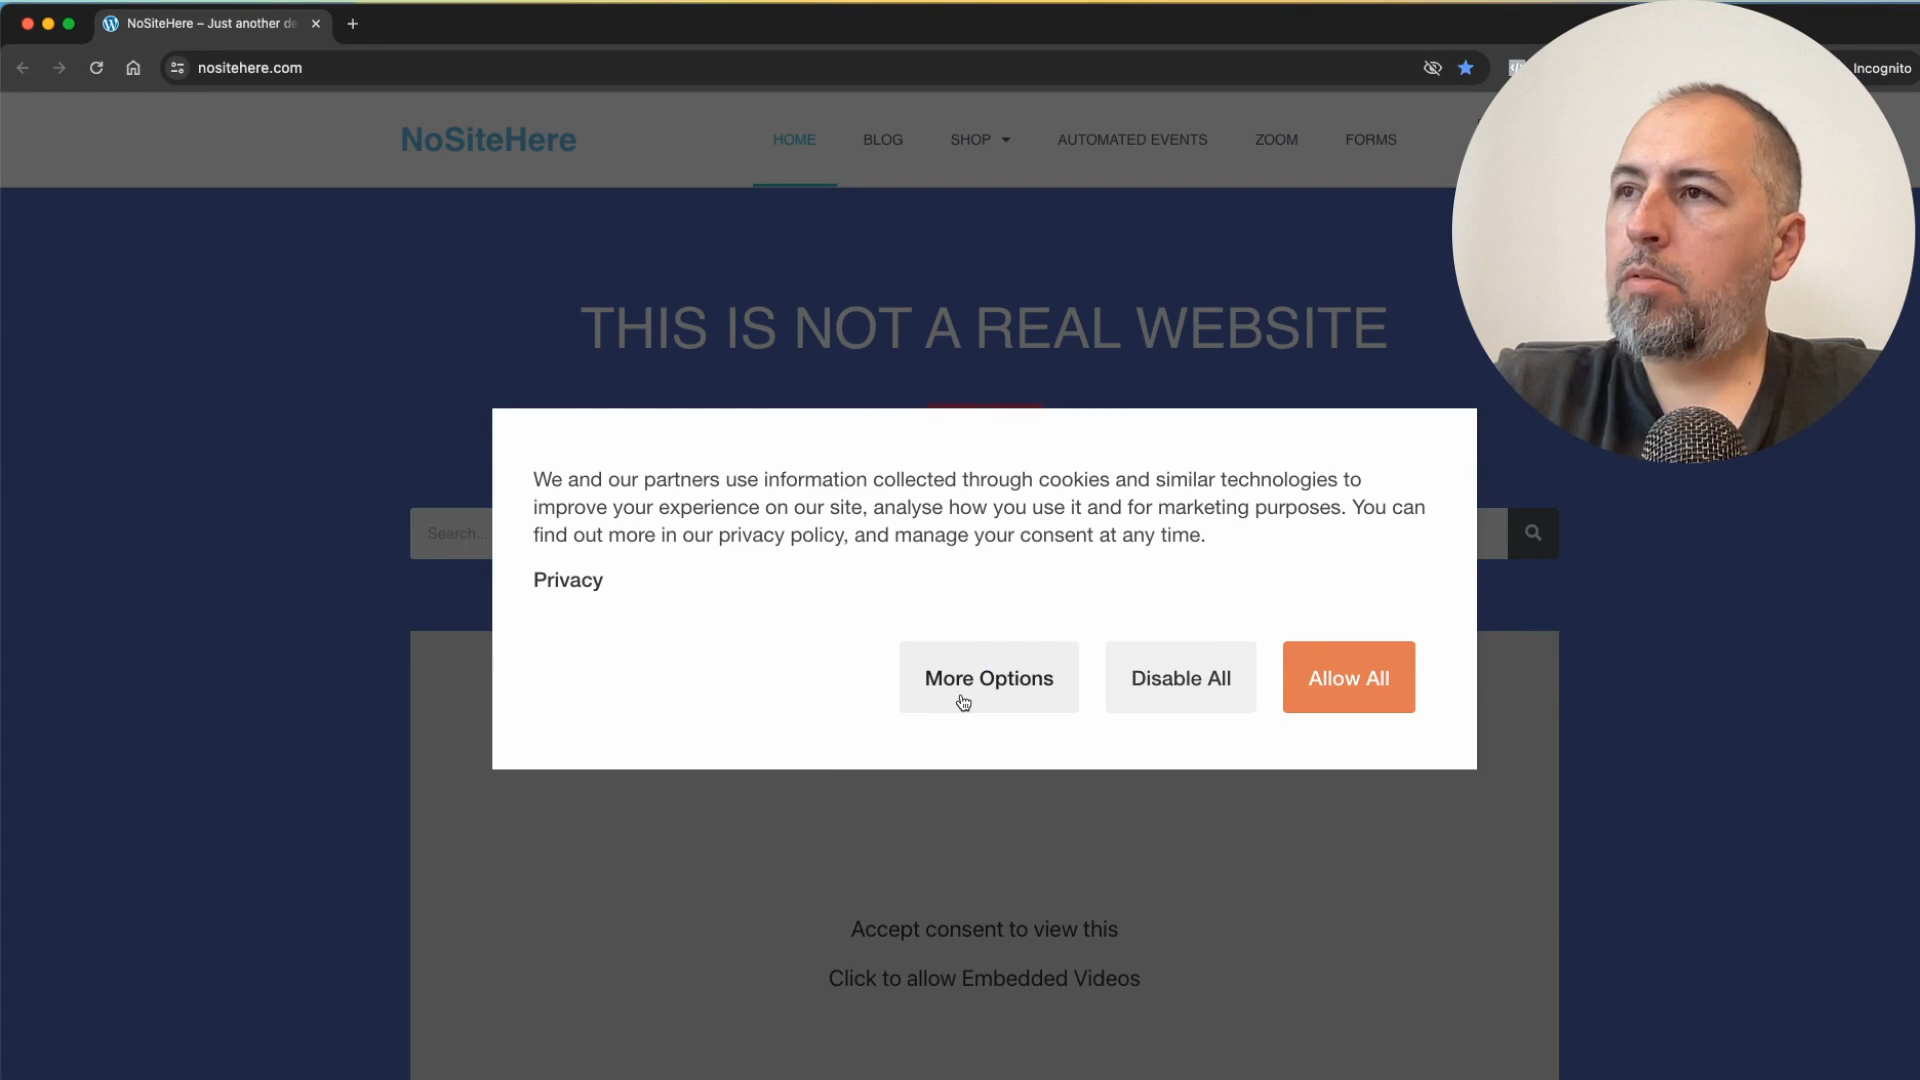 NoSiteHere – Just another de
nositehere.com
Incognito
NoSiteHere
HOME
BLOG
SHOP
AUTOMATED EVENTS
ZOOM
FORMS
THIS IS NOT A REAL WEBSITE
Search...
We and our partners use information collected through cookies and similar technologies to
improve your experience on our site, analyse how you use it and for marketing purposes. You can
find out more in our privacy policy, and manage your consent at any time.
Privacy
More Options
Disable All
Allow All
Accept consent to view this
Click to allow Embedded Videos